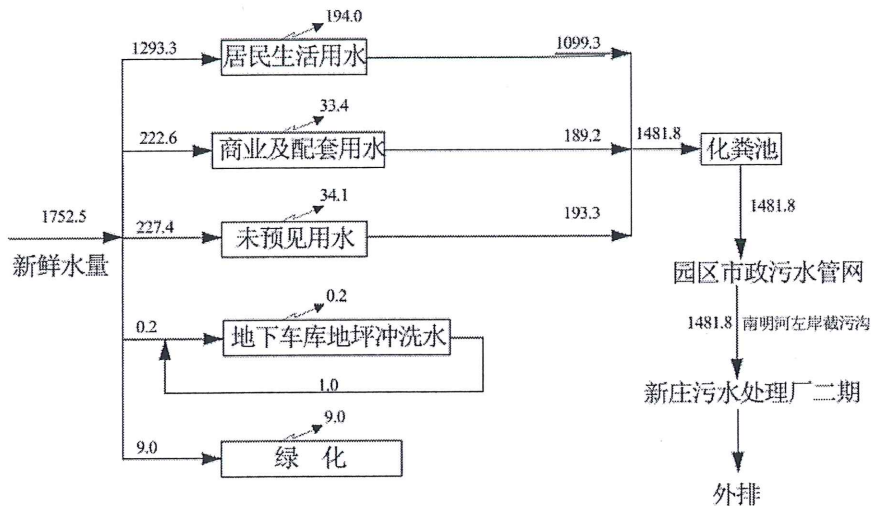 194.0
1293.3
居民生活用水
1099.3
33.4
222.6
商业及配套用水
189.2
1481.8
化粪池
1752.5
新鲜水量
34.1
227.4
未预见用水
193.3
1481.8
园区市政污水管网
0.2
0.2
地下车库地坪冲洗水
1.0
1481.8 南明河左岸截污沟
新庄污水处理厂二期
9.0
9.0
绿 化
外排